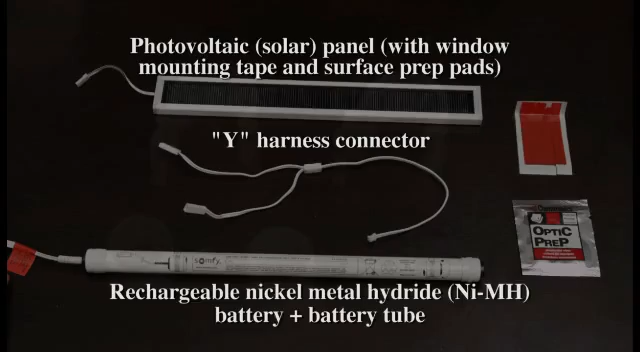 Photovoltaic (solar) panel (with window
mounting tape and surface prep pads)
"Y" harness connector
OPTIC
PREP
somfy.
Rechargeable nickel metal hydride (Ni-MH)
battery + battery tube